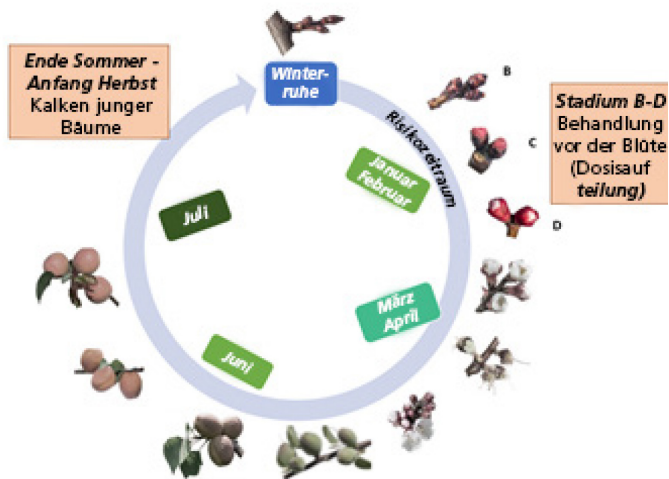 Ende Sommer -
Anfang Herbst
Kalken junger
Bäume
Winter-
ruhe
B
Risikozeitraum
C
Stadium B-D
Behandlung
vor der Blüte
(Dosisauf
teilung)
Januar
Februar
D
Juli
März
April
Juni